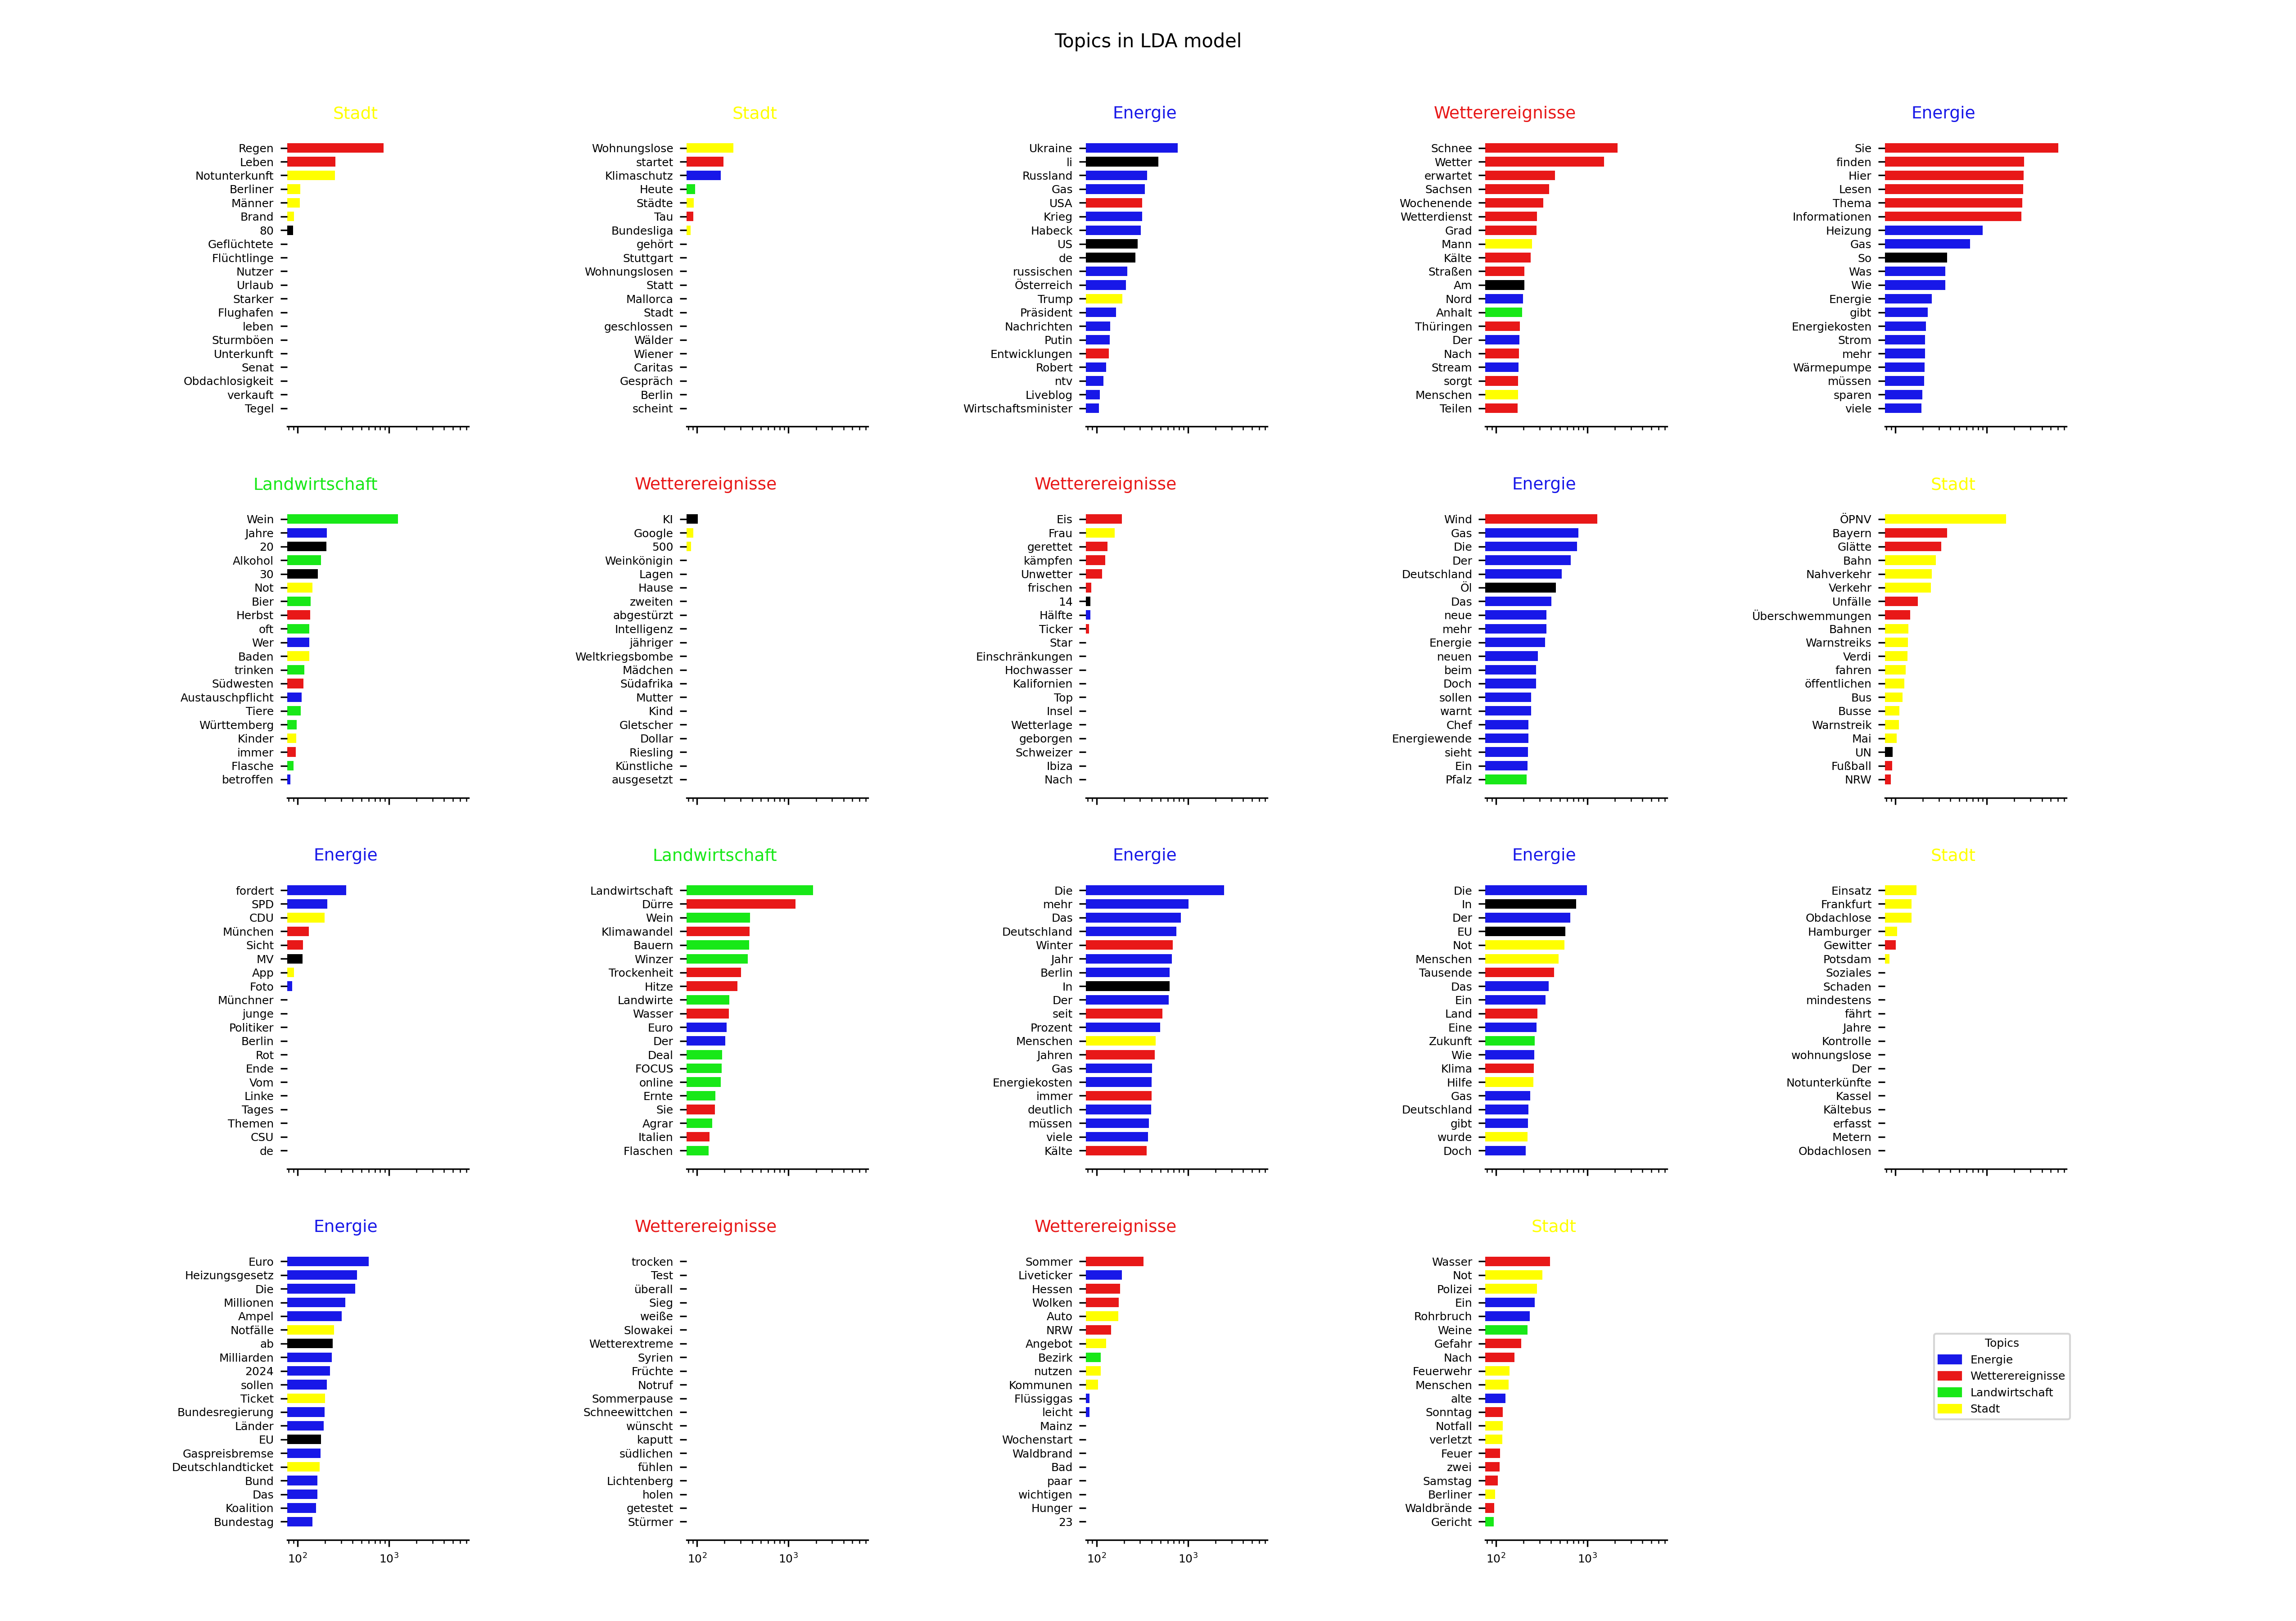 Topics in LDA model
Stadt
Regen
Leben
Notunterkunft
Berliner
Männer
Brand
80
Geflüchtete
Flüchtlinge
Nutzer
Urlaub
Starker
Flughafen
leben
Sturmböen
Unterkunft
Senat
Obdachlosigkeit
verkauft
Tegel
Stadt
Wohnungslose
startet
Klimaschutz
Heute
Städte
Tau
Bundesliga
gehört
Stuttgart
Wohnungslosen
Statt
Mallorca
Stadt
geschlossen
Wälder
Wiener
Caritas
Gespräch
Berlin
scheint
Energie
Ukraine
li
Russland
Gas
USA
Krieg
Habeck
US
de
russischen
Österreich
Trump
Präsident
Nachrichten
Putin
Entwicklungen
Robert
ntv
Liveblog
Wirtschaftsminister
Wetterereignisse
Schnee
Wetter
erwartet
Sachsen
Wochenende
Wetterdienst
Grad
Mann
Kälte
Straßen
Am
Nord
Anhalt
Thüringen
Der
Nach
Stream
sorgt
Menschen
Teilen
Energie
Sie
finden
Hier
Lesen
Thema
Informationen
Heizung
Gas
So
Was
Wie
Energie
gibt
Energiekosten
Strom
mehr
Wärmepumpe
müssen
sparen
viele
Landwirtschaft
Wein
Jahre
20
Alkohol
30
Not
Bier
Herbst
oft
Wer
Baden
trinken
Südwesten
Austauschpflicht
Tiere
Württemberg
Kinder
immer
Flasche
betroffen
Wetterereignisse
KI
Google
500
Weinkönigin
Lagen
Hause
zweiten
abgestürzt
Intelligenz
jähriger
Weltkriegsbombe
Mädchen
Südafrika
Mutter
Kind
Gletscher
Dollar
Riesling
Künstliche
ausgesetzt
Wetterereignisse
Eis
Frau
gerettet
kämpfen
Unwetter
frischen
14
Hälfte
Ticker
Star
Einschränkungen
Hochwasser
Kalifornien
Top
Insel
Wetterlage
geborgen
Schweizer
Ibiza
Nach
Energie
Wind
Gas
Die
Der
Deutschland
Öl
Das
neue
mehr
Energie
neuen
beim
Doch
sollen
warnt
Chef
Energiewende
sieht
Ein
Pfalz
Stadt
ÖPNV
Bayern
Glätte
Bahn
Nahverkehr
Verkehr
Unfälle
Überschwemmungen
Bahnen
Warnstreiks
Verdi
fahren
öffentlichen
Bus
Busse
Warnstreik
Mai
UN
Fußball
NRW
Energie
fordert
SPD
CDU
München
Sicht
MV
App
Foto
Münchner
junge
Politiker
Berlin
Rot
Ende
Vom
Linke
Tages
Themen
CSU
de
Landwirtschaft
Landwirtschaft
Dürre
Wein
Klimawandel
Bauern
Winzer
Trockenheit
Hitze
Landwirte
Wasser
Euro
Der
Deal
FOCUS
online
Ernte
Sie
Agrar
Italien
Flaschen
Energie
Die
mehr
Das
Deutschland
Winter
Jahr
Berlin
In
Der
seit
Prozent
Menschen
Jahren
Gas
Energiekosten
immer
deutlich
müssen
viele
Kälte
Energie
Die
In
Der
EU
Not
Menschen
Tausende
Das
Ein
Land
Eine
Zukunft
Wie
Klima
Hilfe
Gas
Deutschland
gibt
wurde
Doch
Stadt
Einsatz
Frankfurt
Obdachlose
Hamburger
Gewitter
Potsdam
Soziales
Schaden
mindestens
fährt
Jahre
Kontrolle
wohnungslose
Der
Notunterkünfte
Kassel
Kältebus
erfasst
Metern
Obdachlosen
Energie
Euro
Heizungsgesetz
Die
Millionen
Ampel
Notfälle
ab
Milliarden
2024
sollen
Ticket
Bundesregierung
Länder
EU
Gaspreisbremse
Deutschlandticket
Bund
Das
Koalition
Bundestag
10² 10³
Wetterereignisse
trocken
Test
überall
Sieg
weiße
Slowakei
Wetterextreme
Syrien
Früchte
Notruf
Sommerpause
Schneewittchen
wünscht
kaputt
südlichen
fühlen
Lichtenberg
holen
getestet
Stürmer
10² 10³
Wetterereignisse
Sommer
Liveticker
Hessen
Wolken
Auto
NRW
Angebot
Bezirk
nutzen
Kommunen
Flüssiggas
leicht
Mainz
Wochenstart
Waldbrand
Bad
paar
wichtigen
Hunger
23
10² 10³
Stadt
Wasser
Not
Polizei
Ein
Rohrbruch
Weine
Gefahr
Nach
Feuerwehr
Menschen
alte
Sonntag
Notfall
verletzt
Feuer
zwei
Samstag
Berliner
Waldbrände
Gericht
10² 10³
Topics
Energie
Wetterereignisse
Landwirtschaft
Stadt